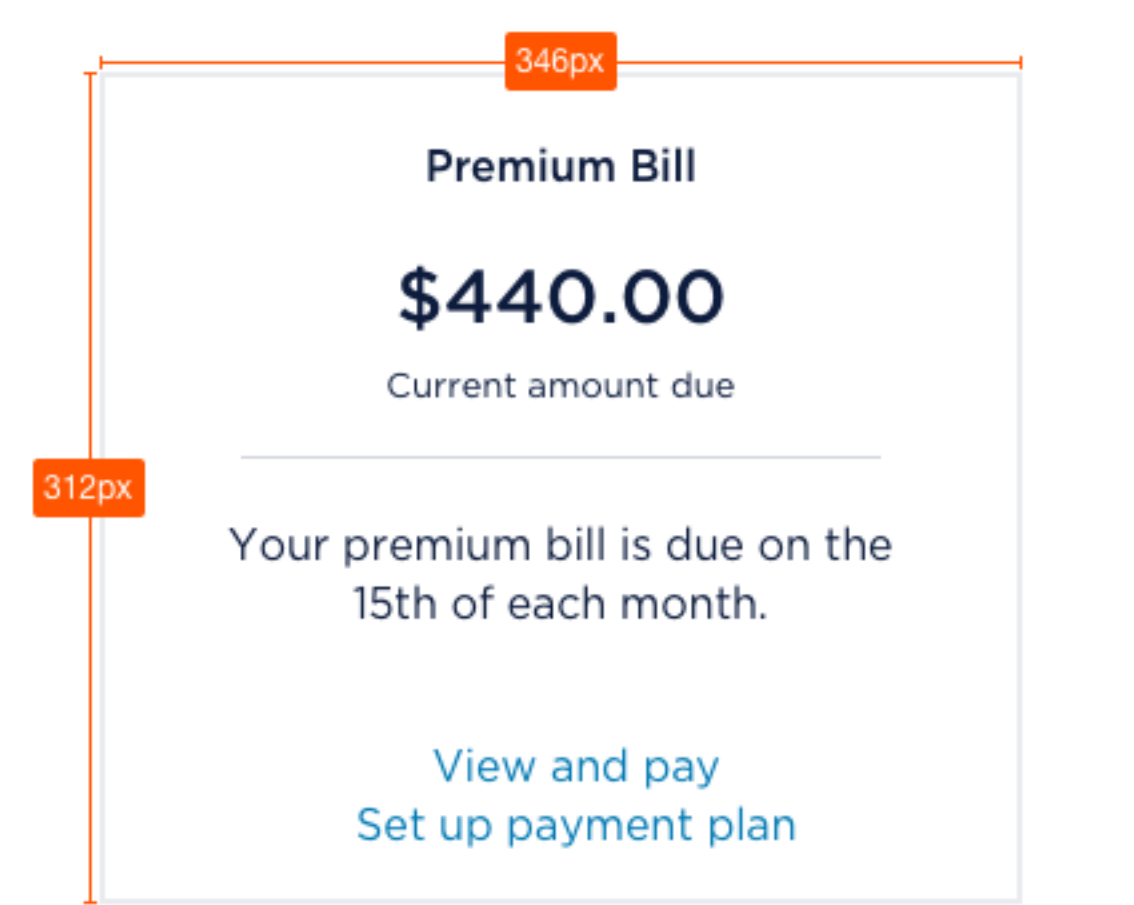 346px
Premium Bill
$440.00
Current amount due
312px
Your premium bill is due on the
15th of each month.
View and pay
Set up payment plan